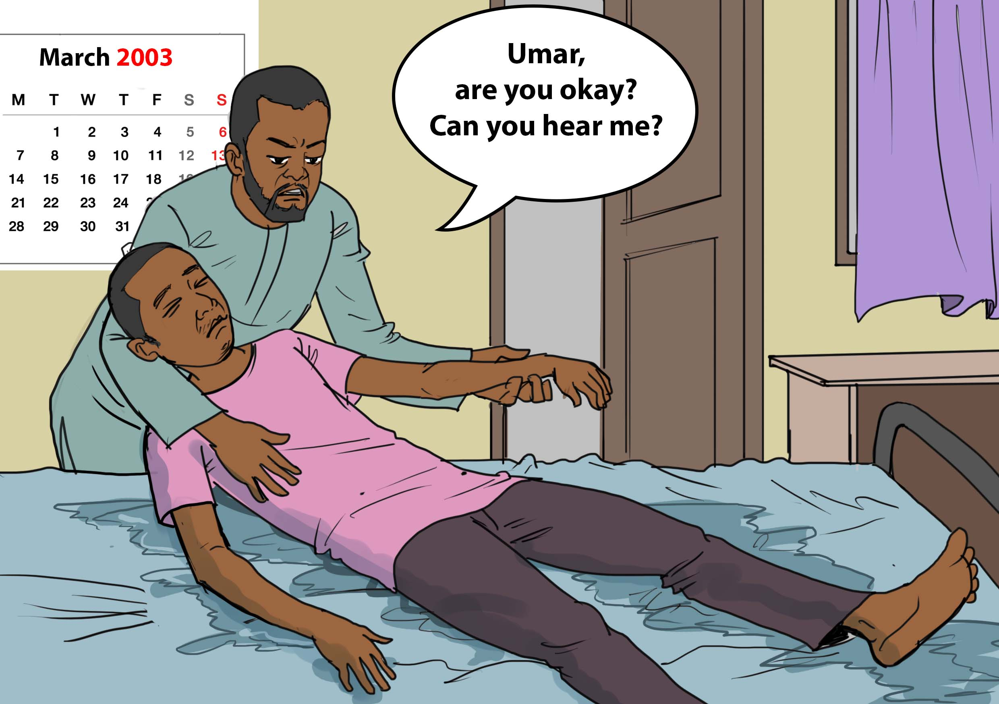 March 2003
M T W T F S S
1 2 3 4 5 6
7 8 9 10 11 12 13
14 15 16 17 18
21 22 23 24
28 29 30 31
Umar,
are you okay?
Can you hear me?